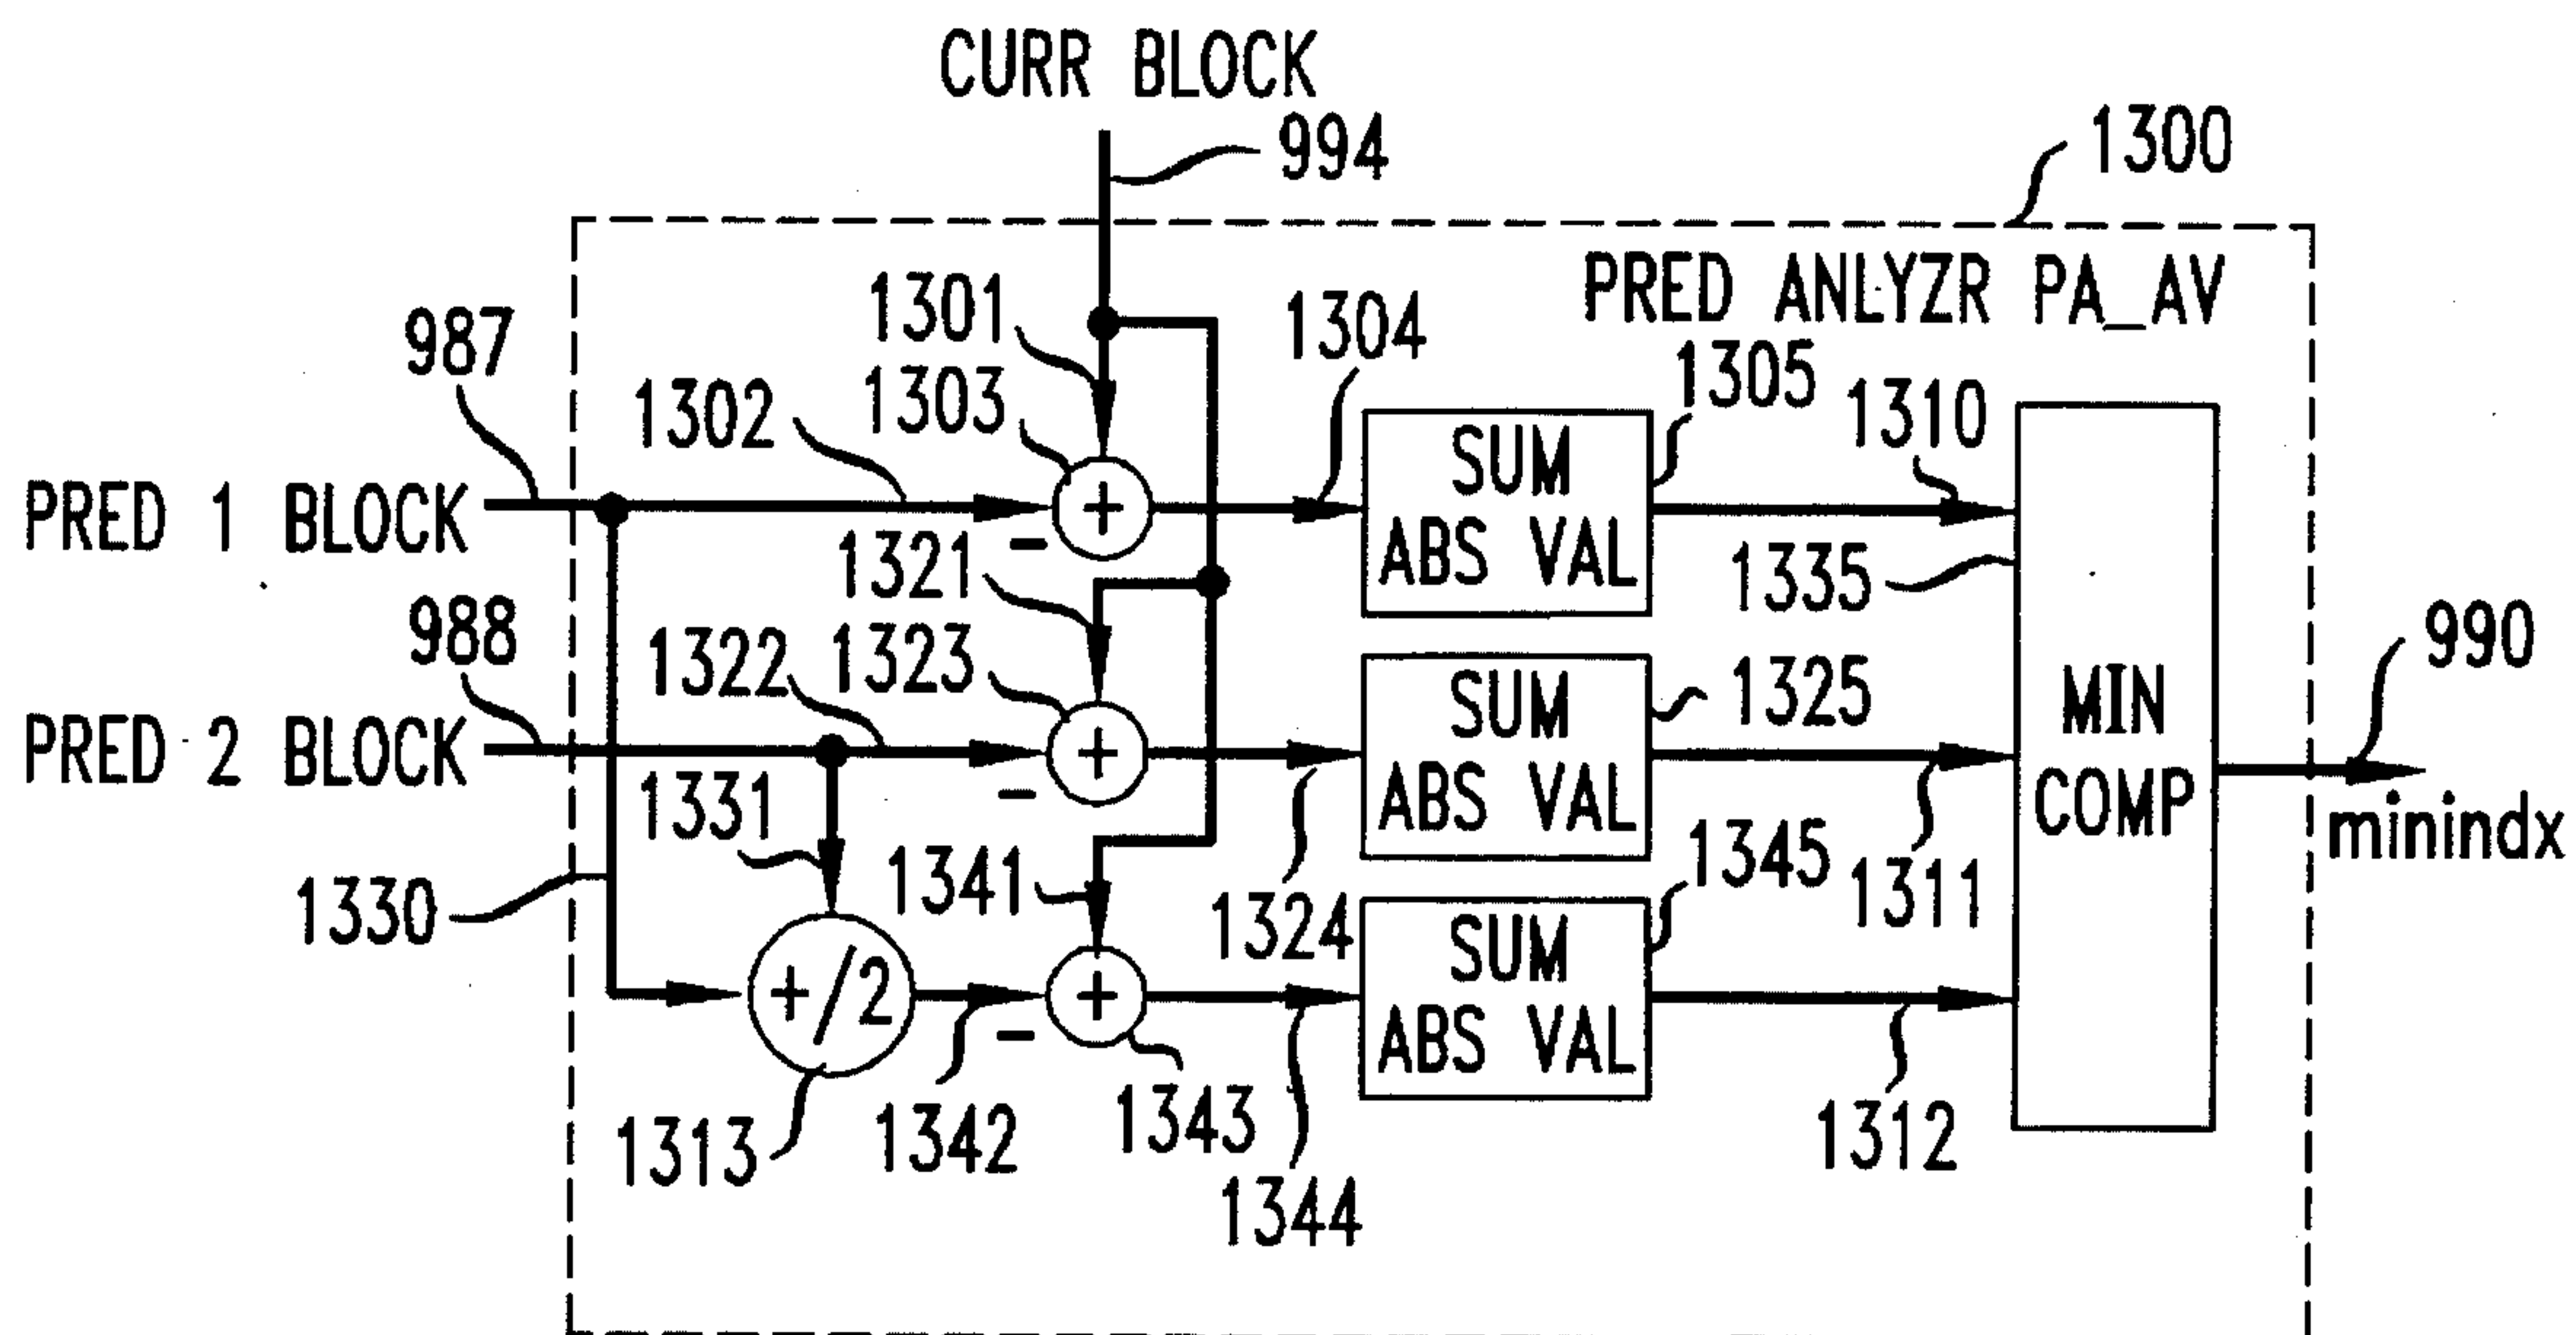 CURR BLOCK
994
1300
PRED ANLYZR PA_AV
1301
1304
987
1303
1305
1302
1310
SUM
ABS VAL
PRED 1 BLOCK
+
-
1321
1335
988
1322
1323
1325
990
SUM
ABS VAL
MIN
COMP
PRED 2 BLOCK
+
-
1331
minindx
1341
1345
1311
1330
1324
SUM
ABS VAL
+/2
+
-
1313
1342
1343
1312
1344